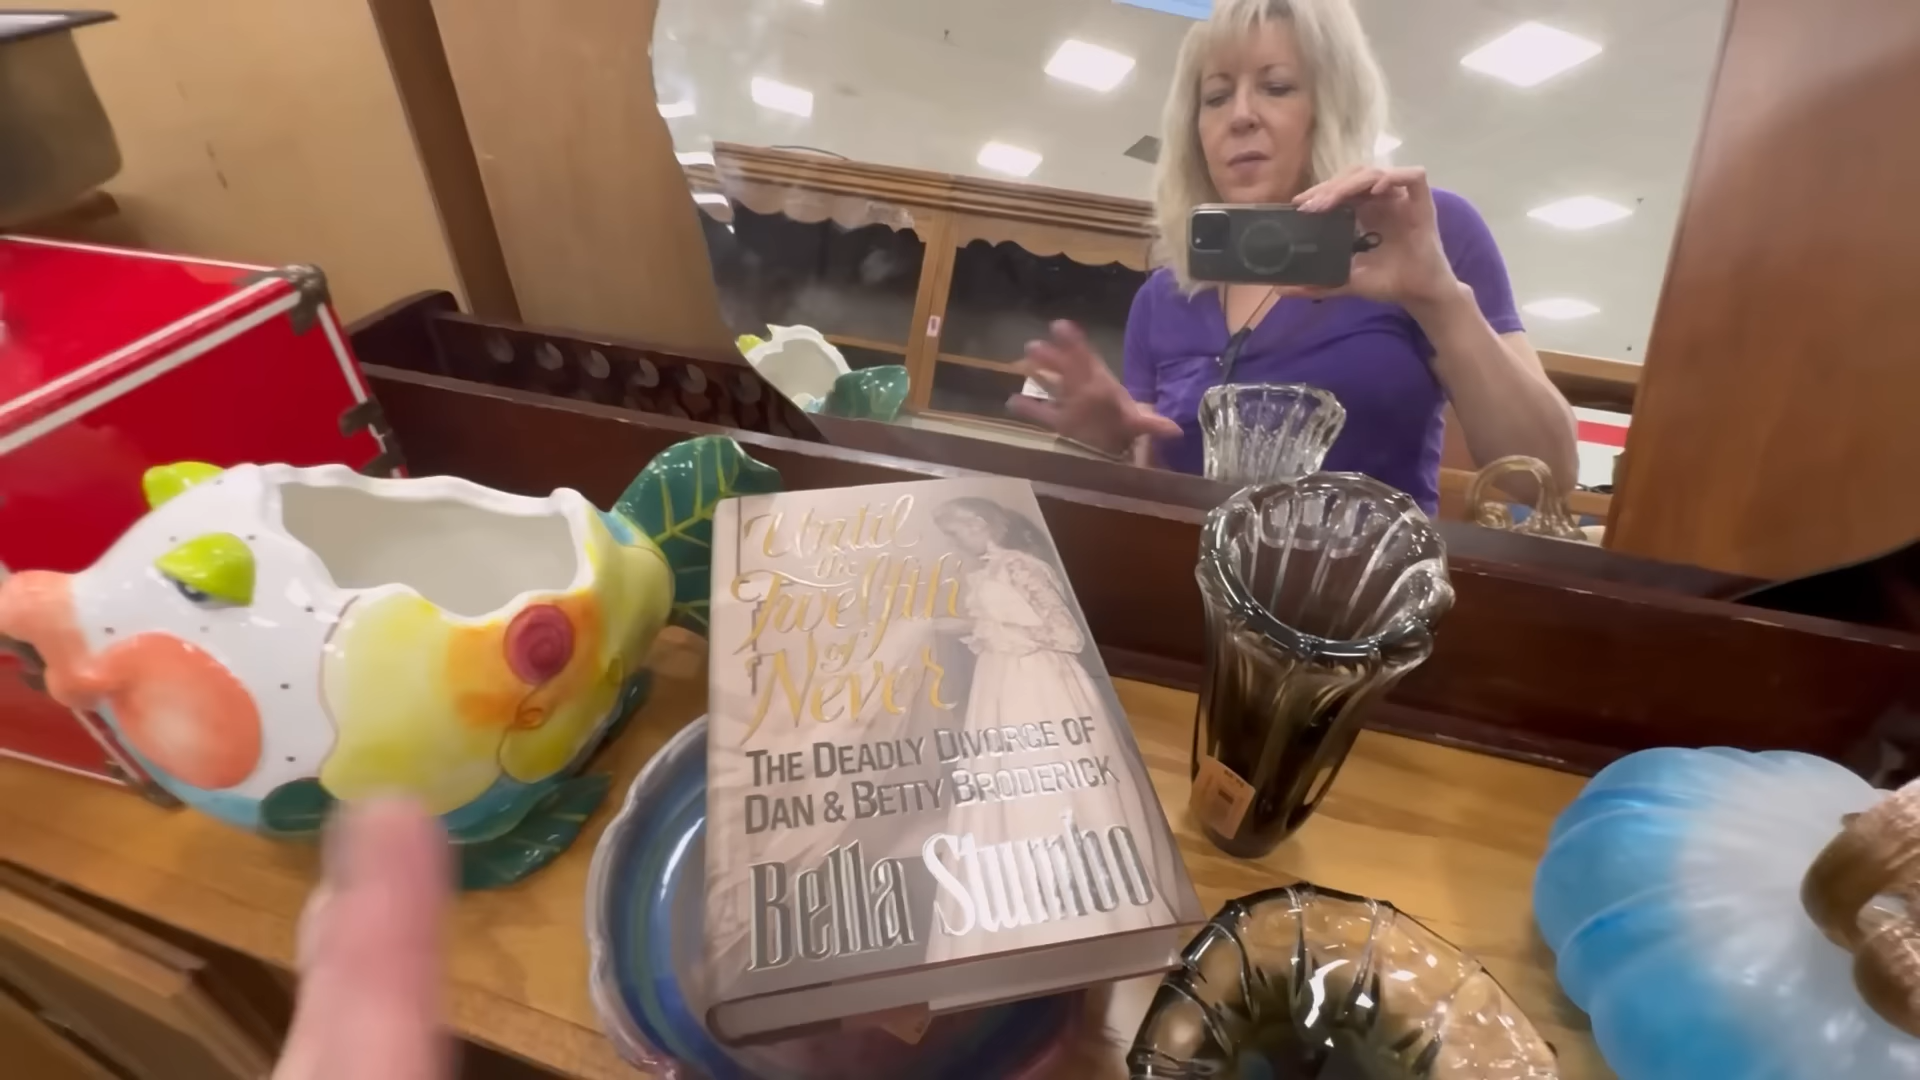 Until
the
Twelfth
of
Never
THE DEADLY DIVORCE OF
DAN & BETTY BRODERICK
Bella Stumbo